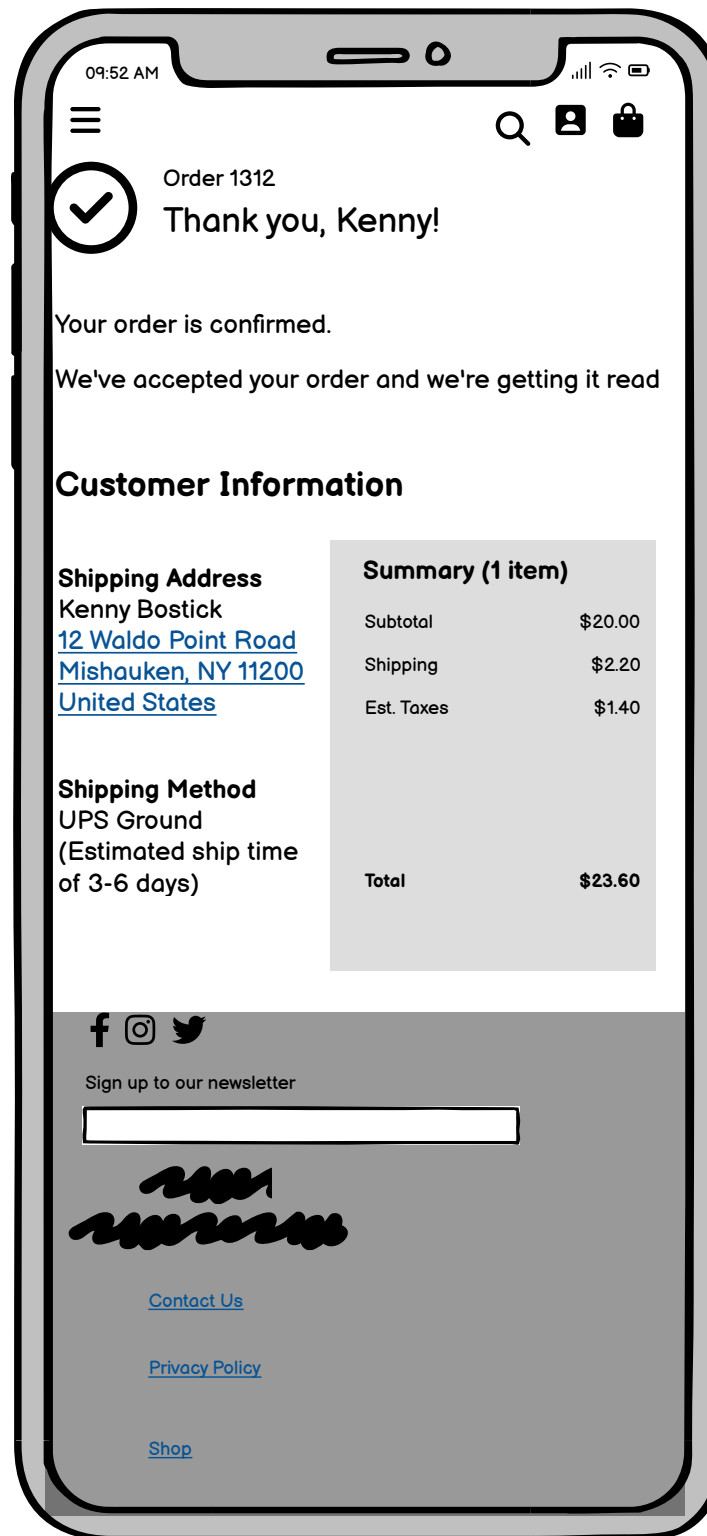 09:52 AM
Order 1312
Thank you, Kenny!
Your order is confirmed.
We've accepted your order and we're getting it read
Customer Information
Shipping Address
Kenny Bostick
12 Waldo Point Road
Mishauken, NY 11200
United States
Shipping Method
UPS Ground
(Estimated ship time
of 3-6 days)
Summary (1 item)
Subtotal $20.00
Shipping $2.20
Est. Taxes $1.40
Total $23.60
Sign up to our newsletter
Contact Us
Privacy Policy
Shop